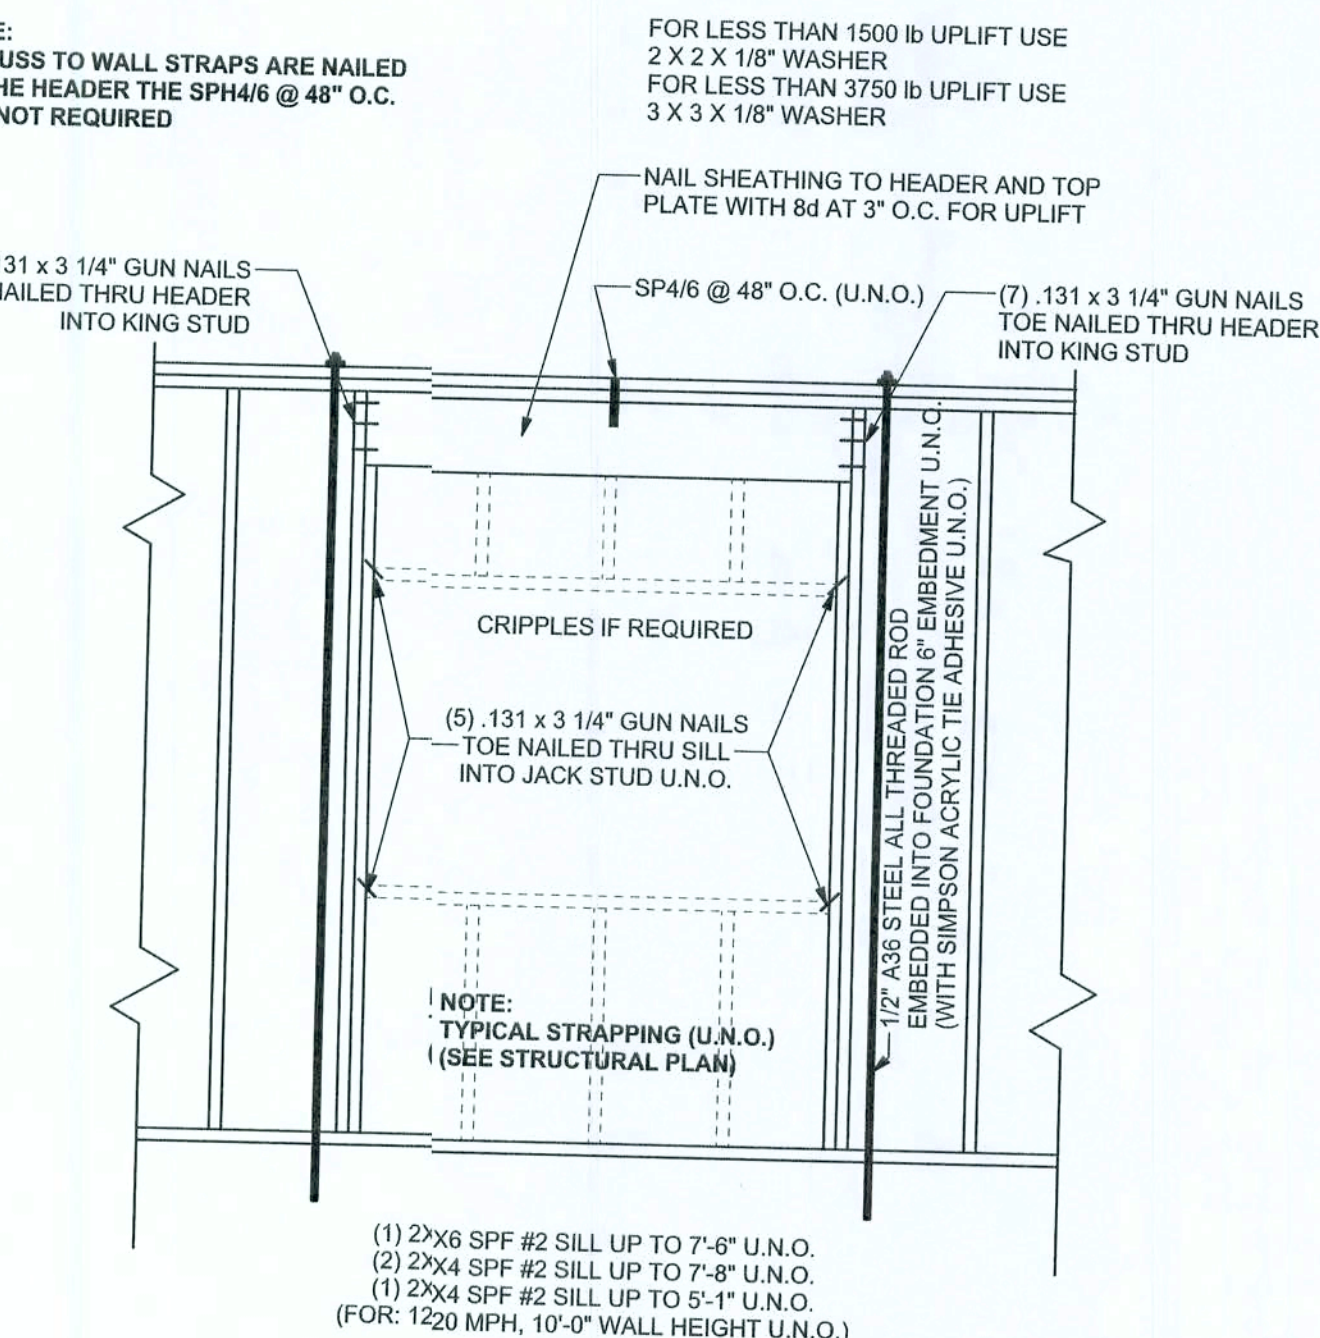 E:
USS TO WALL STRAPS ARE NAILED
HE HEADER THE SPH4/6 @ 48" O.C.
NOT REQUIRED
FOR LESS THAN 1500 lb UPLIFT USE
2 X 2 X 1/8" WASHER
FOR LESS THAN 3750 lb UPLIFT USE
3 X 3 X 1/8" WASHER
NAIL SHEATHING TO HEADER AND TOP
PLATE WITH 8d AT 3" O.C. FOR UPLIFT
31 x 3 1/4" GUN NAILS
NAILED THRU HEADER
INTO KING STUD
SP4/6 @ 48" O.C. (U.N.O.)
(7) .131 x 3 1/4" GUN NAILS
TOE NAILED THRU HEADER
INTO KING STUD
CRIPPLES IF REQUIRED
(5) .131 x 3 1/4" GUN NAILS
TOE NAILED THRU SILL
INTO JACK STUD U.N.O.
1/2" A36 STEEL ALL THREADED ROD
EMBEDDED INTO FOUNDATION 6" EMBEDMENT U.N.O.
(WITH SIMPSON ACRYLIC TIE ADHESIVE U.N.O.)
NOTE:
TYPICAL STRAPPING (U.N.O.)
(SEE STRUCTURAL PLAN)
(1) 2X6 SPF #2 SILL UP TO 7'-6" U.N.O.
(2) 2X4 SPF #2 SILL UP TO 7'-8" U.N.O.
(1) 2X4 SPF #2 SILL UP TO 5'-1" U.N.O.
(FOR: 120 MPH, 10'-0" WALL HEIGHT U.N.O.)